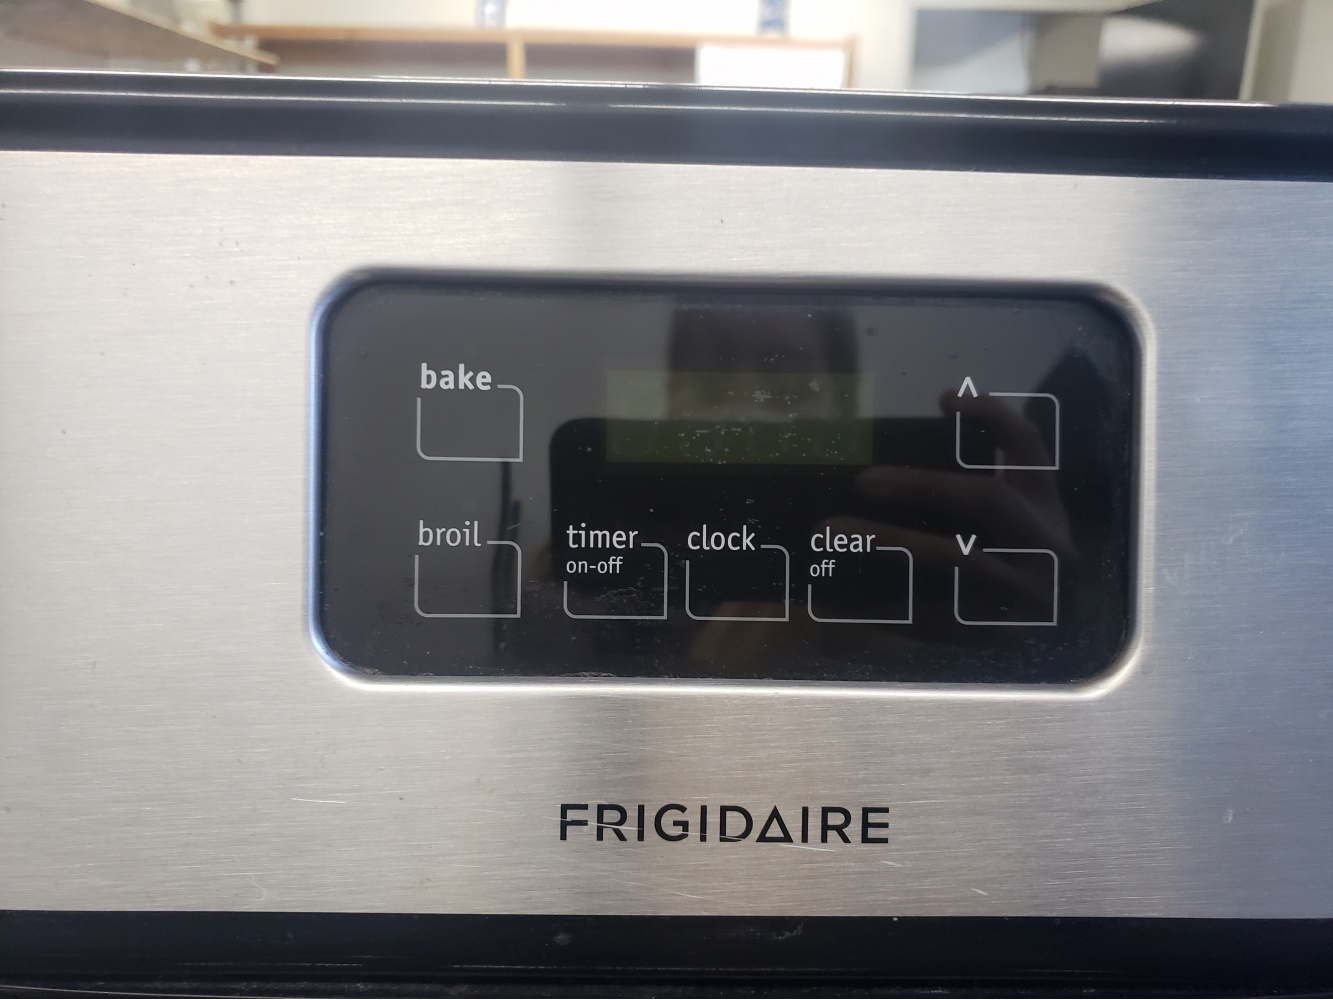 bake
^
broil
timer
on-off
clock
clear
off
v
FRIGIDAIRE